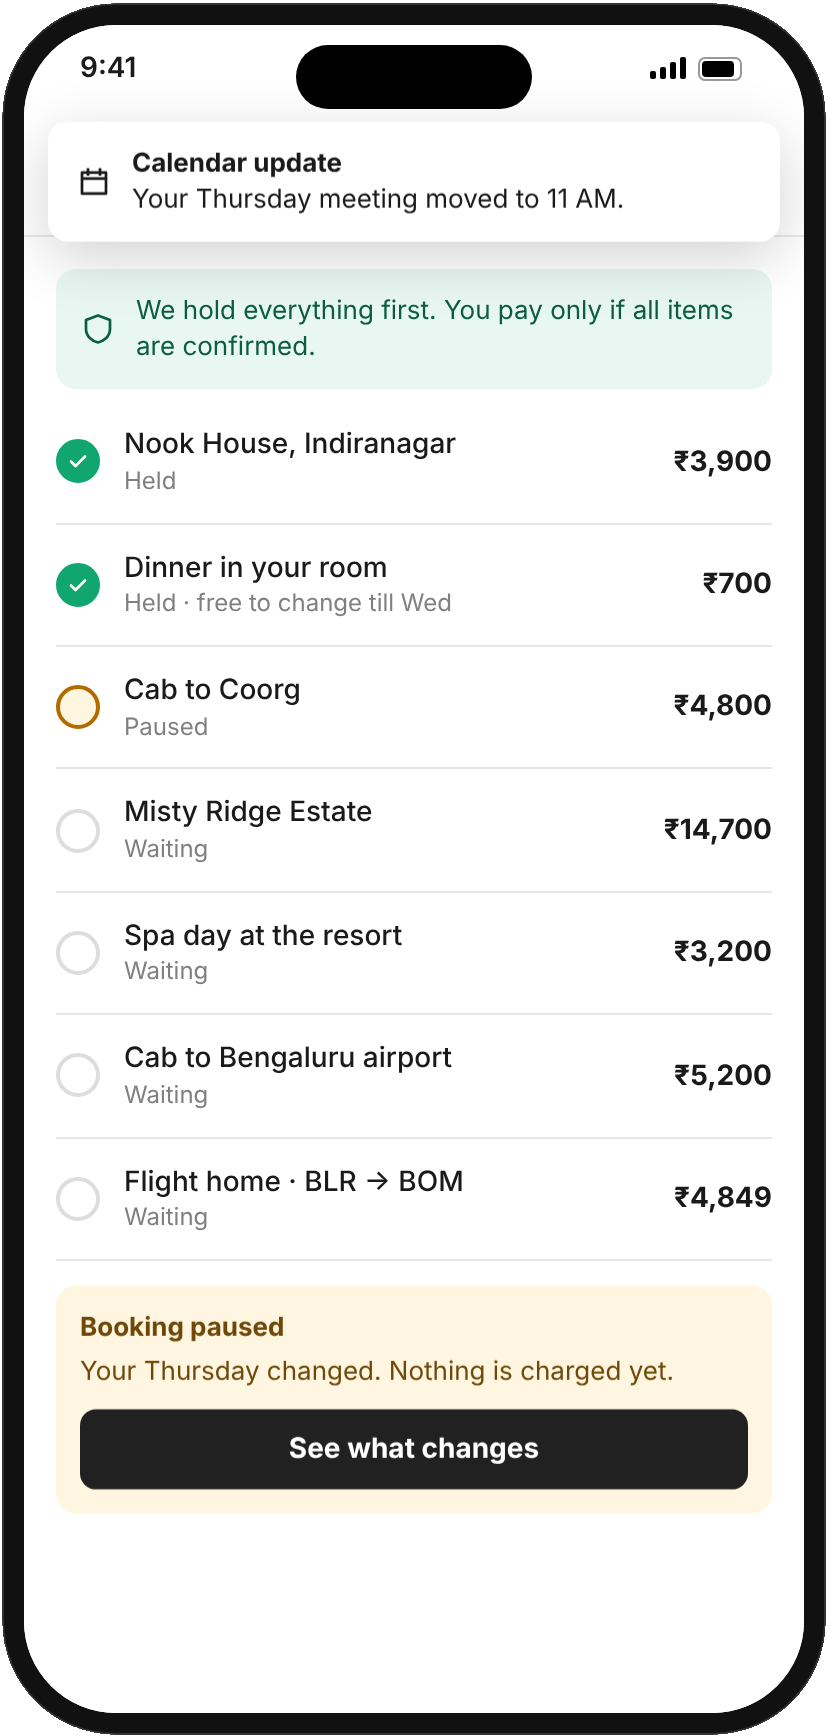 9:41
Calendar update
Your Thursday meeting moved to 11 AM.
We hold everything first. You pay only if all items
are confirmed.
Nook House, Indiranagar
Held
₹3,900
Dinner in your room
Held · free to change till Wed
₹700
Cab to Coorg
Paused
₹4,800
Misty Ridge Estate
Waiting
₹14,700
Spa day at the resort
Waiting
₹3,200
Cab to Bengaluru airport
Waiting
₹5,200
Flight home · BLR → BOM
Waiting
₹4,849
Booking paused
Your Thursday changed. Nothing is charged yet.
See what changes